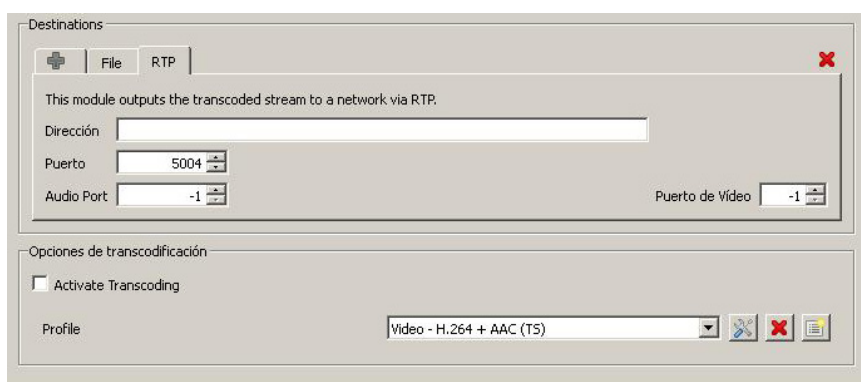 Destinations
File RTP
This module outputs the transcoded stream to a network via RTP.
Dirección
Puerto 5004
Audio Port -1 Puerto de Vídeo -1
Opciones de transcodificación
Activate Transcoding
Profile Video - H.264 + AAC (TS)